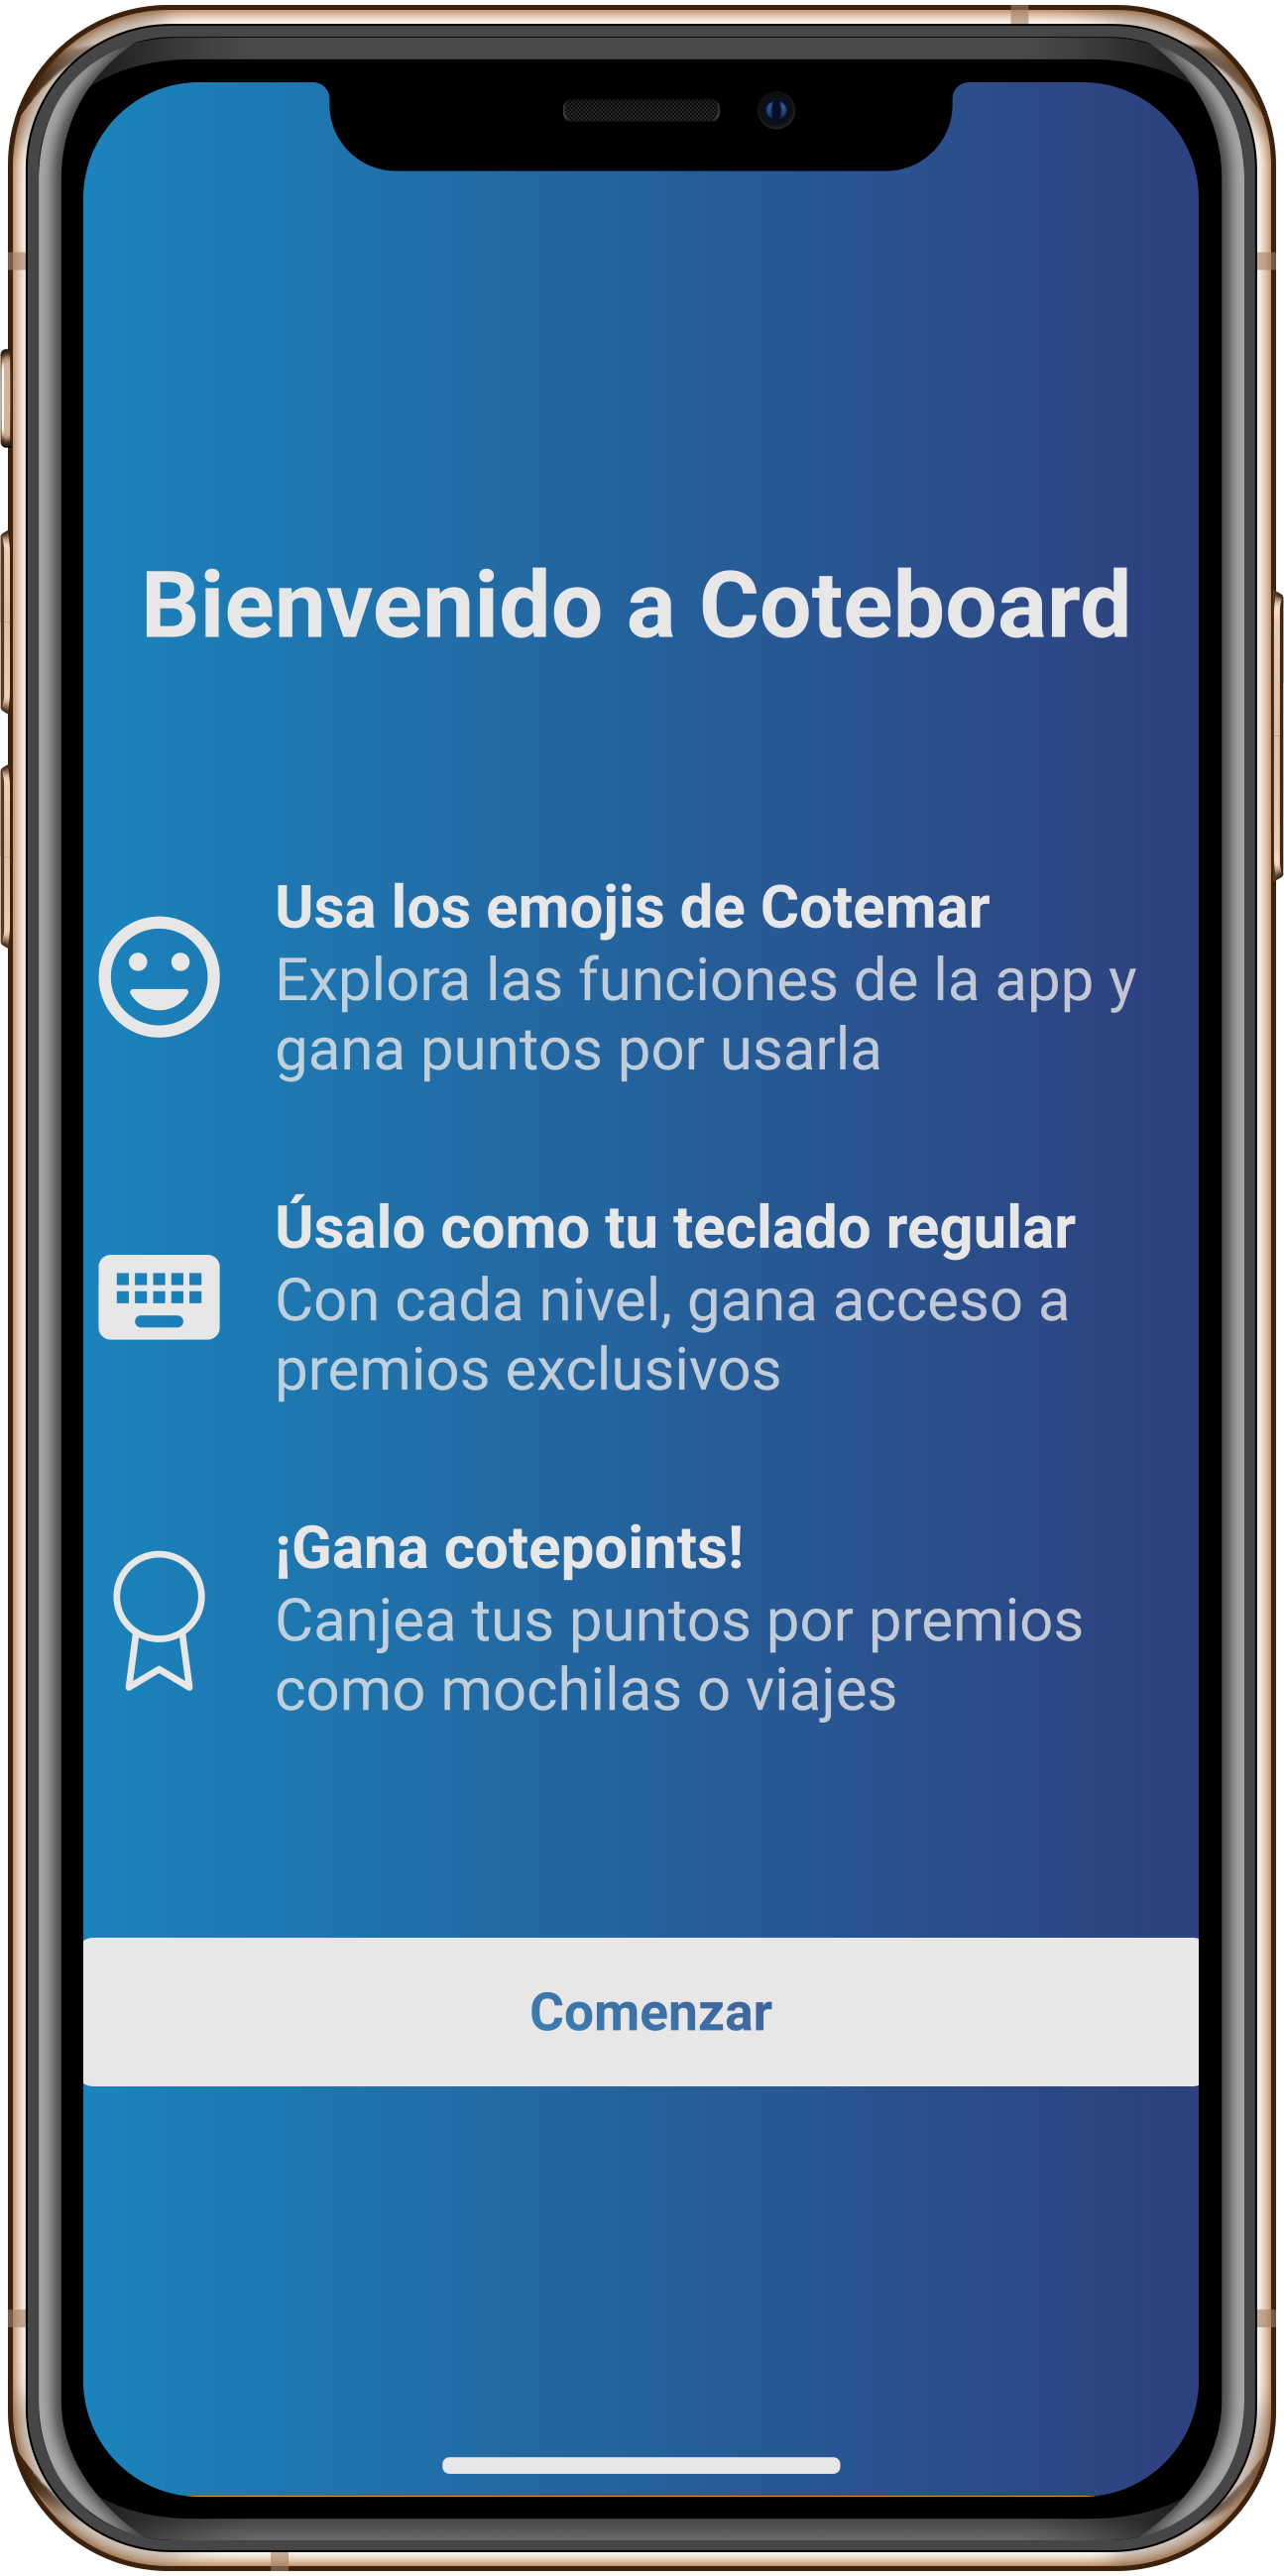 Bienvenido a Coteboard
Usa los emojis de Cotemar
Explora las funciones de la app y
gana puntos por usarla
Úsalo como tu teclado regular
Con cada nivel, gana acceso a
premios exclusivos
¡Gana cotepoints!
Canjea tus puntos por premios
como mochilas o viajes
Comenzar